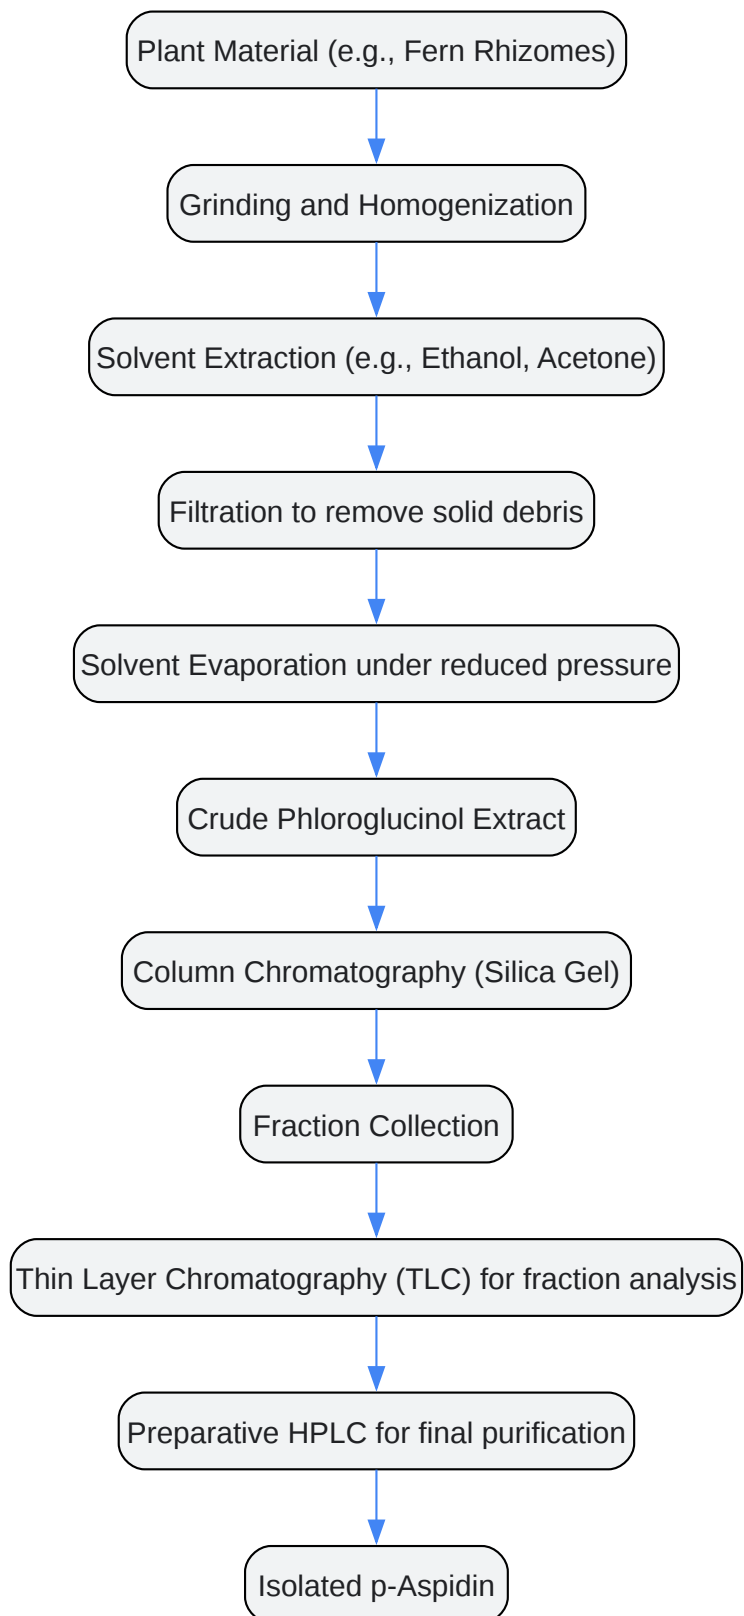 Plant Material (e.g., Fern Rhizomes)
Grinding and Homogenization
Solvent Extraction (e.g., Ethanol, Acetone)
Filtration to remove solid debris
Solvent Evaporation under reduced pressure
Crude Phloroglucinol Extract
Column Chromatography (Silica Gel)
Fraction Collection
Thin Layer Chromatography (TLC) for fraction analysis
Preparative HPLC for final purification
Isolated p-Aspidin